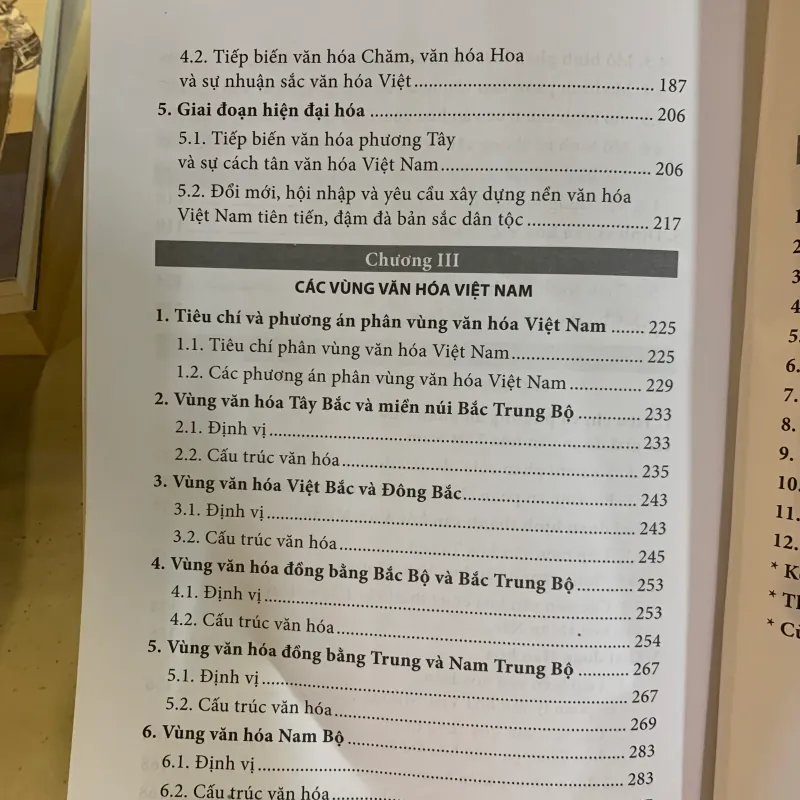 4.2. Tiếp biến văn hóa Chăm, văn hóa Hoa
và sự nhuận sắc văn hóa Việt........................................................ 187
5. Giai đoạn hiện đại hóa ................................................................ 206
5.1. Tiếp biến văn hóa phương Tây
và sự cách tân văn hóa Việt Nam................................................. 206
5.2. Đổi mới, hội nhập và yêu cầu xây dựng nền văn hóa
Việt Nam tiên tiến, đậm đà bản sắc dân tộc ............................ 217
Chương III
CÁC VÙNG VĂN HÓA VIỆT NAM
1. Tiêu chí và phương án phân vùng văn hóa Việt Nam ....... 225
1.1. Tiêu chí phân vùng văn hóa Việt Nam............................... 225
1.2. Các phương án phân vùng văn hóa Việt Nam .................. 229
2. Vùng văn hóa Tây Bắc và miền núi Bắc Trung Bộ ............. 233
2.1. Định vị ..................................................................................... 233
2.2. Cấu trúc văn hóa ..................................................................... 235
3. Vùng văn hóa Việt Bắc và Đông Bắc.................................... 243
3.1. Định vị ..................................................................................... 243
3.2. Cấu trúc văn hóa ..................................................................... 245
4. Vùng văn hóa đồng bằng Bắc Bộ và Bắc Trung Bộ............ 253
4.1. Định vị ..................................................................................... 253
4.2. Cấu trúc văn hóa ..................................................................... 254
5. Vùng văn hóa đồng bằng Trung và Nam Trung Bộ ........... 267
5.1. Định vị ..................................................................................... 267
5.2. Cấu trúc văn hóa ..................................................................... 269
6. Vùng văn hóa Nam Bộ ............................................................ 283
6.1. Định vị ..................................................................................... 283
6.2. Cấu trúc văn hóa
2
3
4
5.
6.
7.
8.
9.
10.
11.
12.
*
*
*